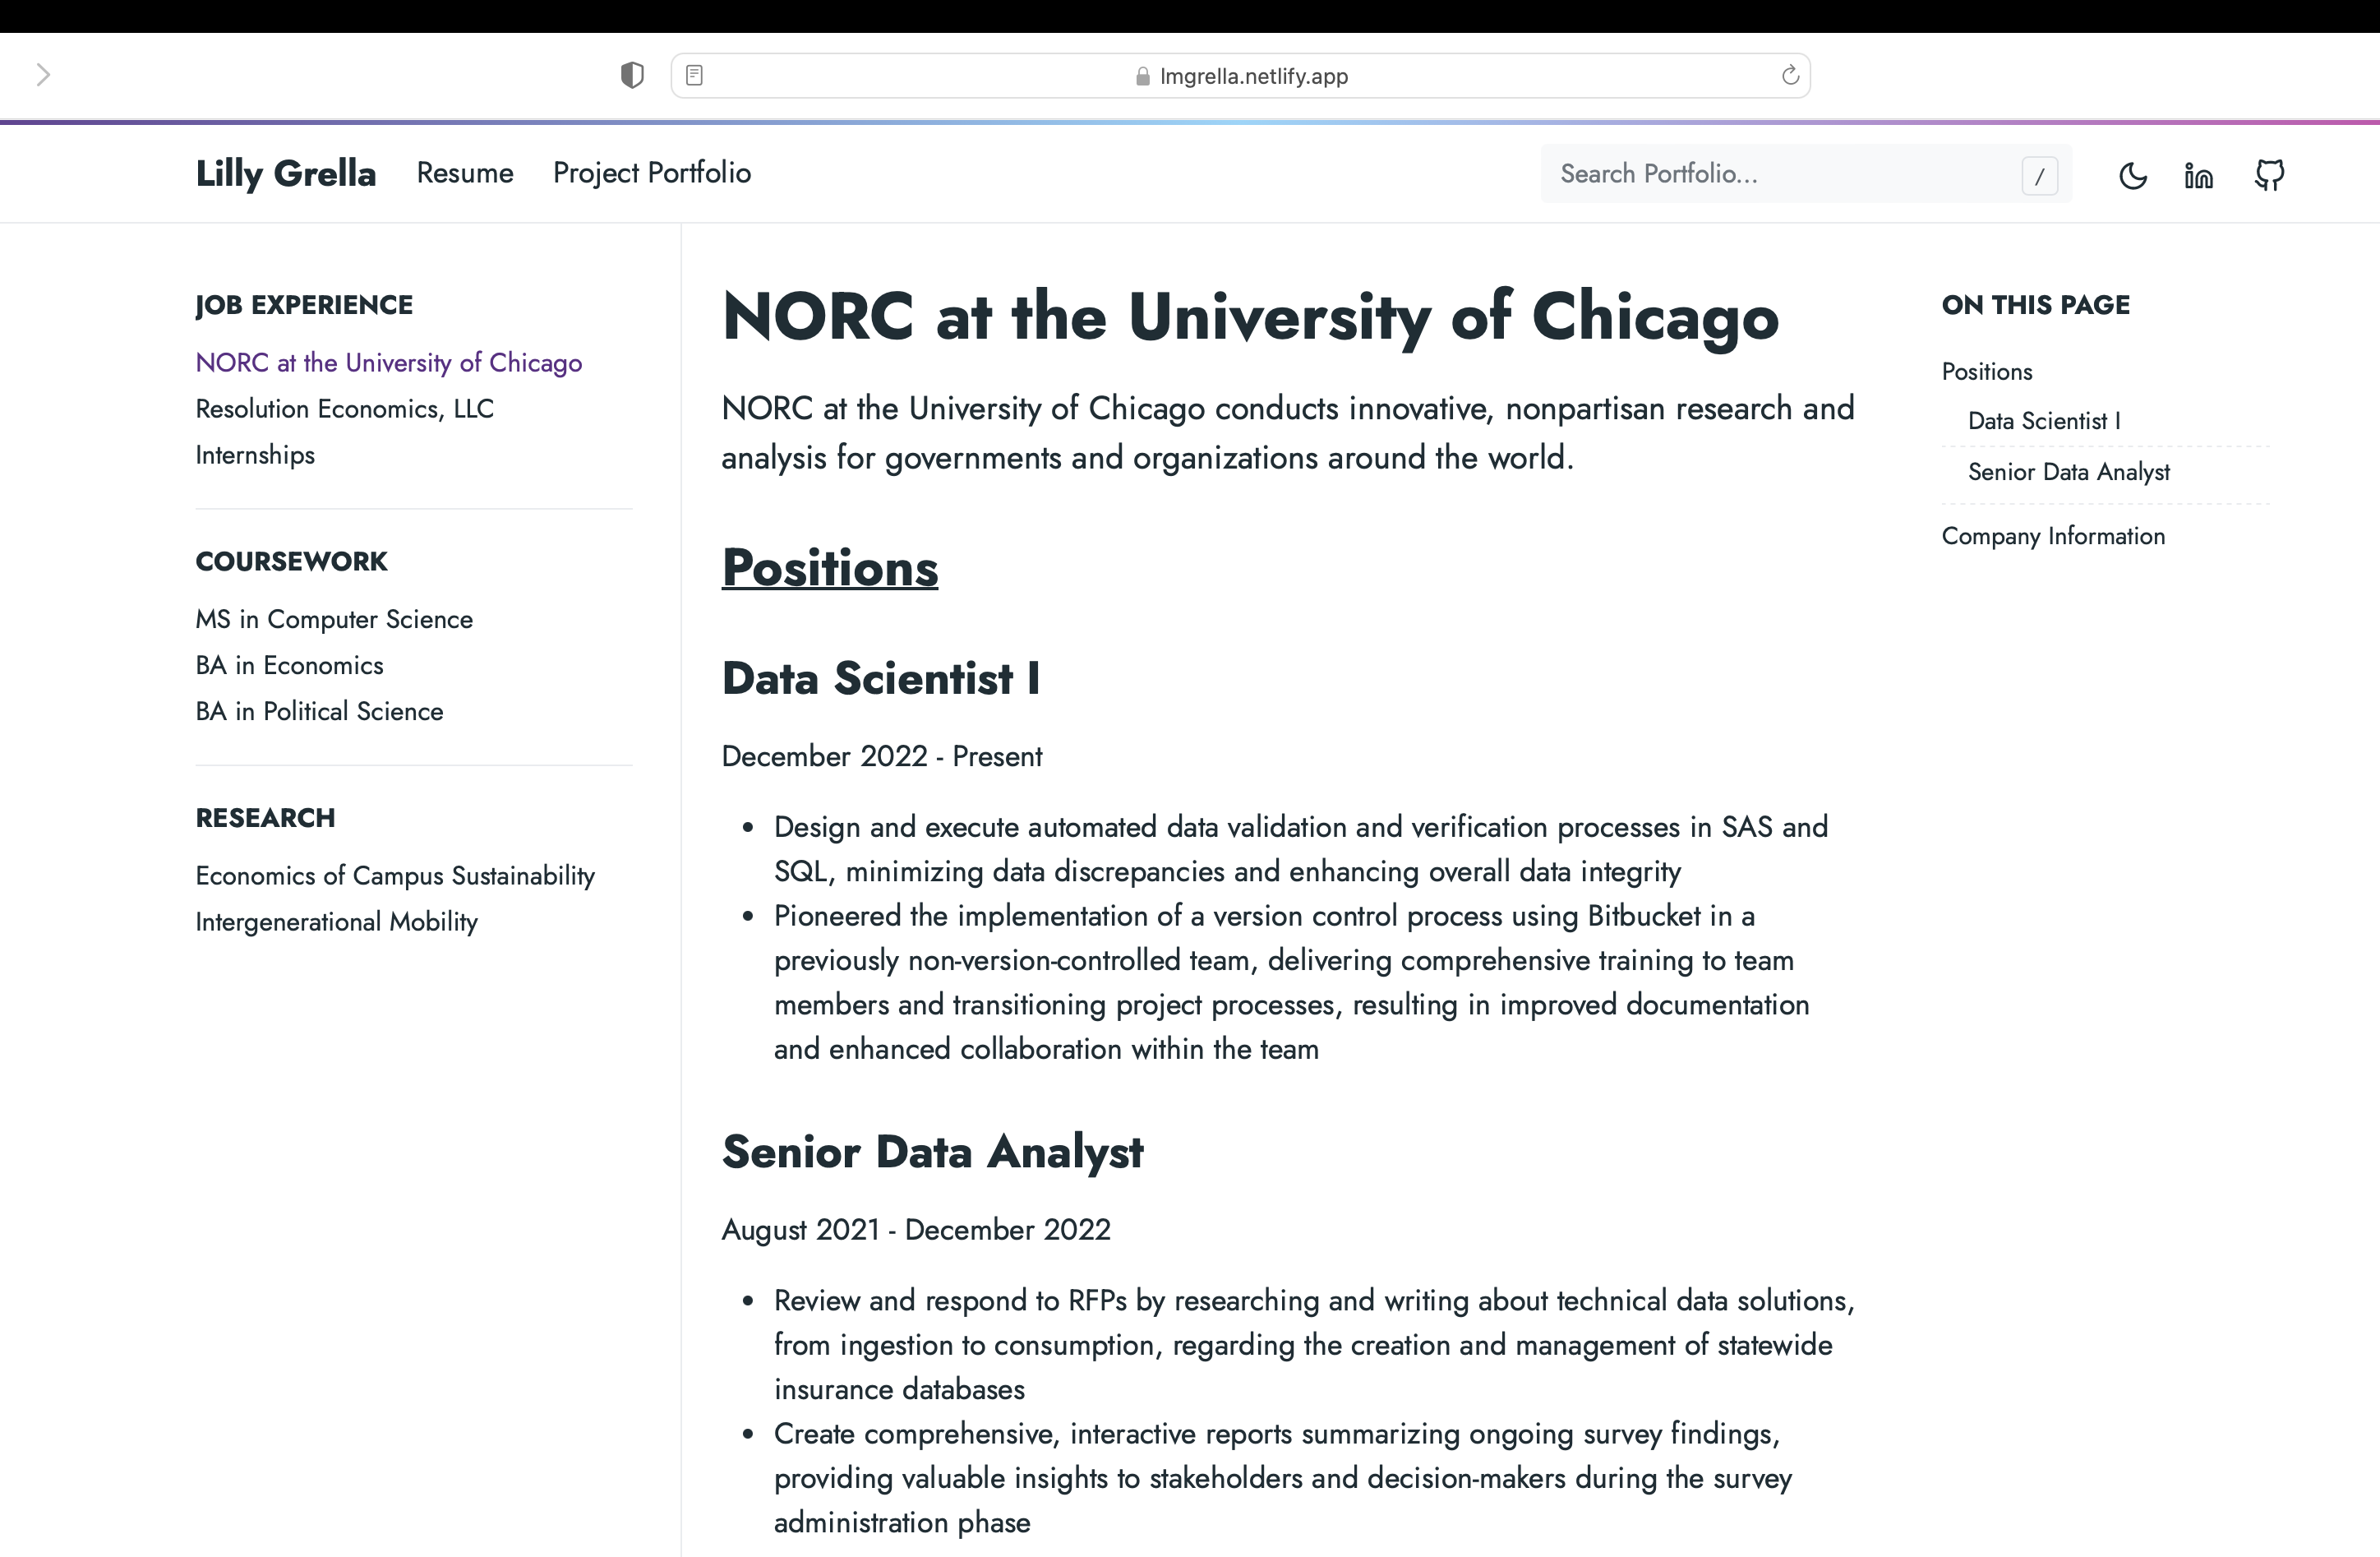 lmgrella.netlify.app
Lilly Grella
Resume
Project Portfolio
Search Portfolio...
/
JOB EXPERIENCE
NORC at the University of Chicago
Resolution Economics, LLC
Internships
COURSEWORK
MS in Computer Science
BA in Economics
BA in Political Science
RESEARCH
Economics of Campus Sustainability
Intergenerational Mobility
NORC at the University of Chicago
NORC at the University of Chicago conducts innovative, nonpartisan research and
analysis for governments and organizations around the world.
Positions
Data Scientist I
December 2022 - Present
• Design and execute automated data validation and verification processes in SAS and
SQL, minimizing data discrepancies and enhancing overall data integrity
• Pioneered the implementation of a version control process using Bitbucket in a
previously non-version-controlled team, delivering comprehensive training to team
members and transitioning project processes, resulting in improved documentation
and enhanced collaboration within the team
Senior Data Analyst
August 2021 - December 2022
• Review and respond to RFPs by researching and writing about technical data solutions,
from ingestion to consumption, regarding the creation and management of statewide
insurance databases
• Create comprehensive, interactive reports summarizing ongoing survey findings,
providing valuable insights to stakeholders and decision-makers during the survey
administration phase
ON THIS PAGE
Positions
Data Scientist I
Senior Data Analyst
Company Information